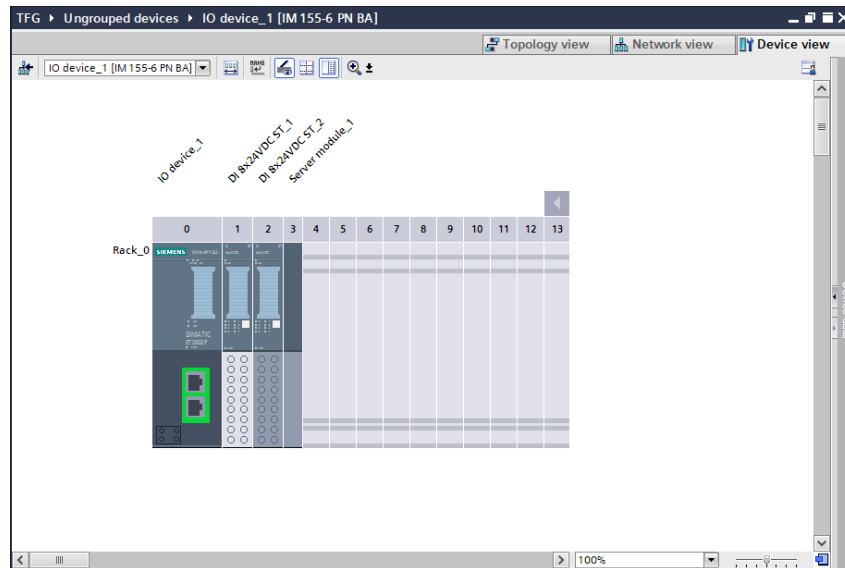 TFG ▸ Ungrouped devices ▸ IO device_1 [IM 155-6 PN BA]
Topology view Network view Device view
IO device_1 [IM 155-6 PN BA]
IO device_1 DI 8x24VDC ST_1 DI 8x24VDC ST_2 Server module_1
0 1 2 3 4 5 6 7 8 9 10 11 12 13
Rack_0
SIEMENS
SIMATIC
ET 200SP
100%